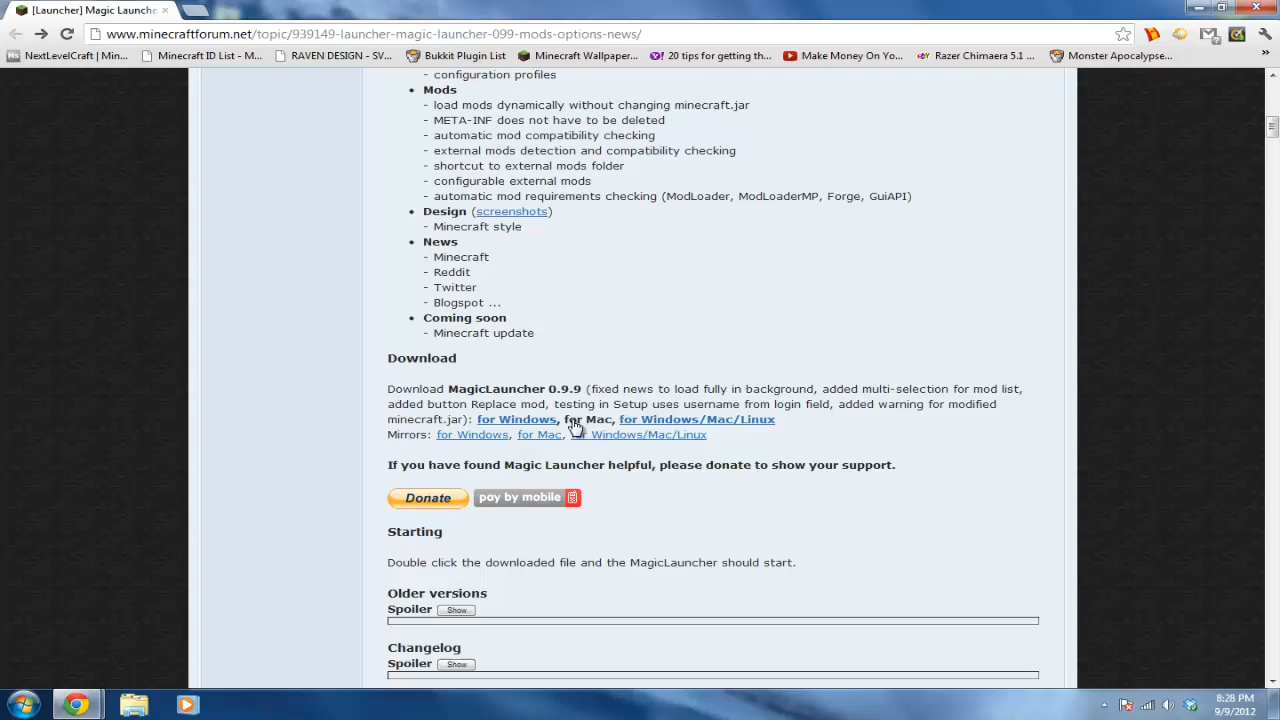 [Launcher] Magic Launche
www.minecraftforum.net/topic/939149-launcher-magic-launcher-099-mods-options-news/
NextLevelCraft | Min... Minecraft ID List - M... RAVEN DESIGN - SV... Bukkit Plugin List Minecraft Wallpaper... 20 tips for getting th... Make Money On You... Razer Chimaera 5.1 ... Monster Apocalypse...
- configuration profiles
Mods
- load mods dynamically without changing minecraft.jar
- META-INF does not have to be deleted
- automatic mod compatibility checking
- external mods detection and compatibility checking
- shortcut to external mods folder
- configurable external mods
- automatic mod requirements checking (ModLoader, ModLoaderMP, Forge, GuiAPI)
Design (screenshots)
- Minecraft style
News
- Minecraft
- Reddit
- Twitter
- Blogspot ...
Coming soon
- Minecraft update
Download
Download MagicLauncher 0.9.9 (fixed news to load fully in background, added multi-selection for mod list,
added button Replace mod, testing in Setup uses username from login field, added warning for modified
minecraft.jar): for Windows, for Mac, for Windows/Mac/Linux
Mirrors: for Windows, for Mac, for Windows/Mac/Linux
If you have found Magic Launcher helpful, please donate to show your support.
Donate pay by mobile
Starting
Double click the downloaded file and the MagicLauncher should start.
Older versions
Spoiler Show
Changelog
Spoiler Show
8:28 PM
9/9/2012